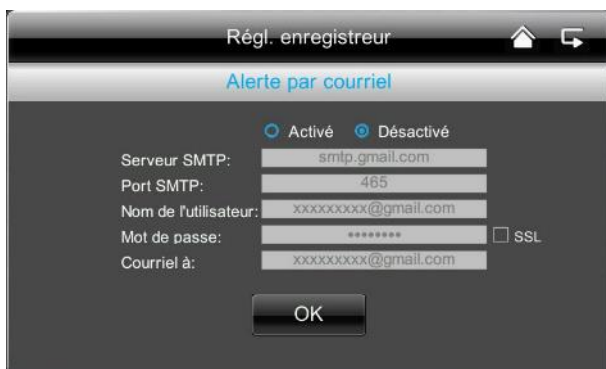 Régl. enregistreur
Alerte par courriel
Activé Désactivé
Serveur SMTP: smtp.gmail.com
Port SMTP: 465
Nom de l'utilisateur: xxxxxxxxx@gmail.com
Mot de passe: •••••••• SSL
Courriel à: xxxxxxxxx@gmail.com
OK